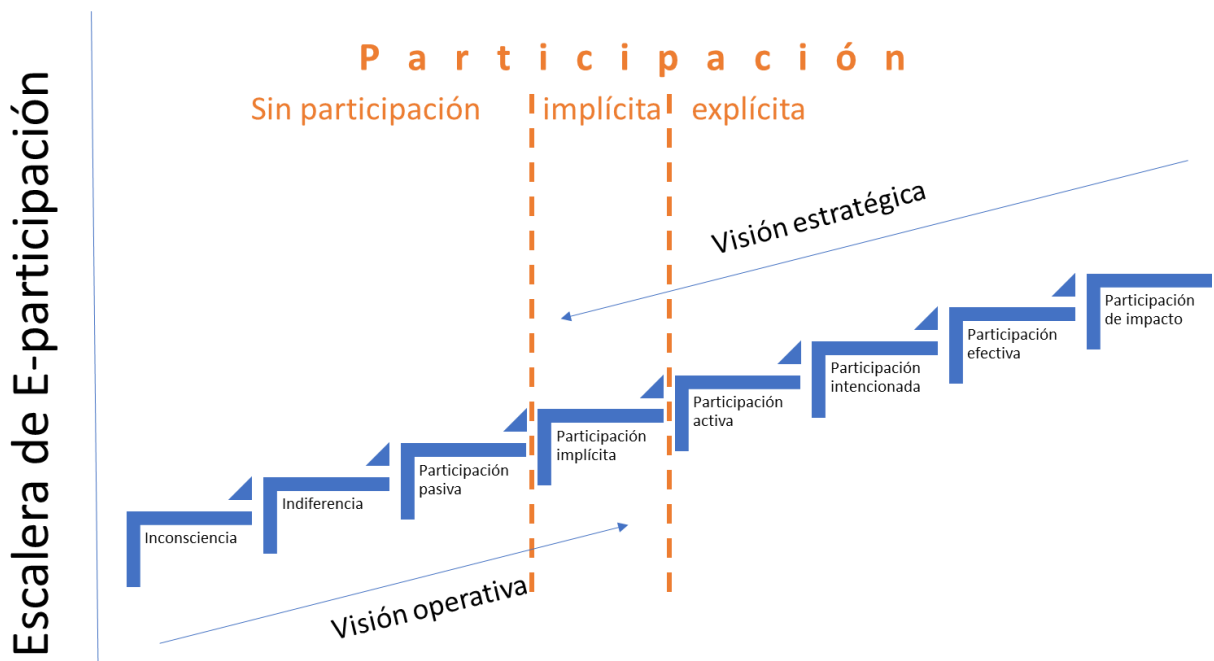 Escalera de E-participación
Participación
Sin participación
implícita
explícita
Visión estratégica
Participación
de impacto
Participación
efectiva
Participación
intencionada
Participación
activa
Participación
implícita
Participación
pasiva
Indiferencia
Inconsciencia
Visión operativa